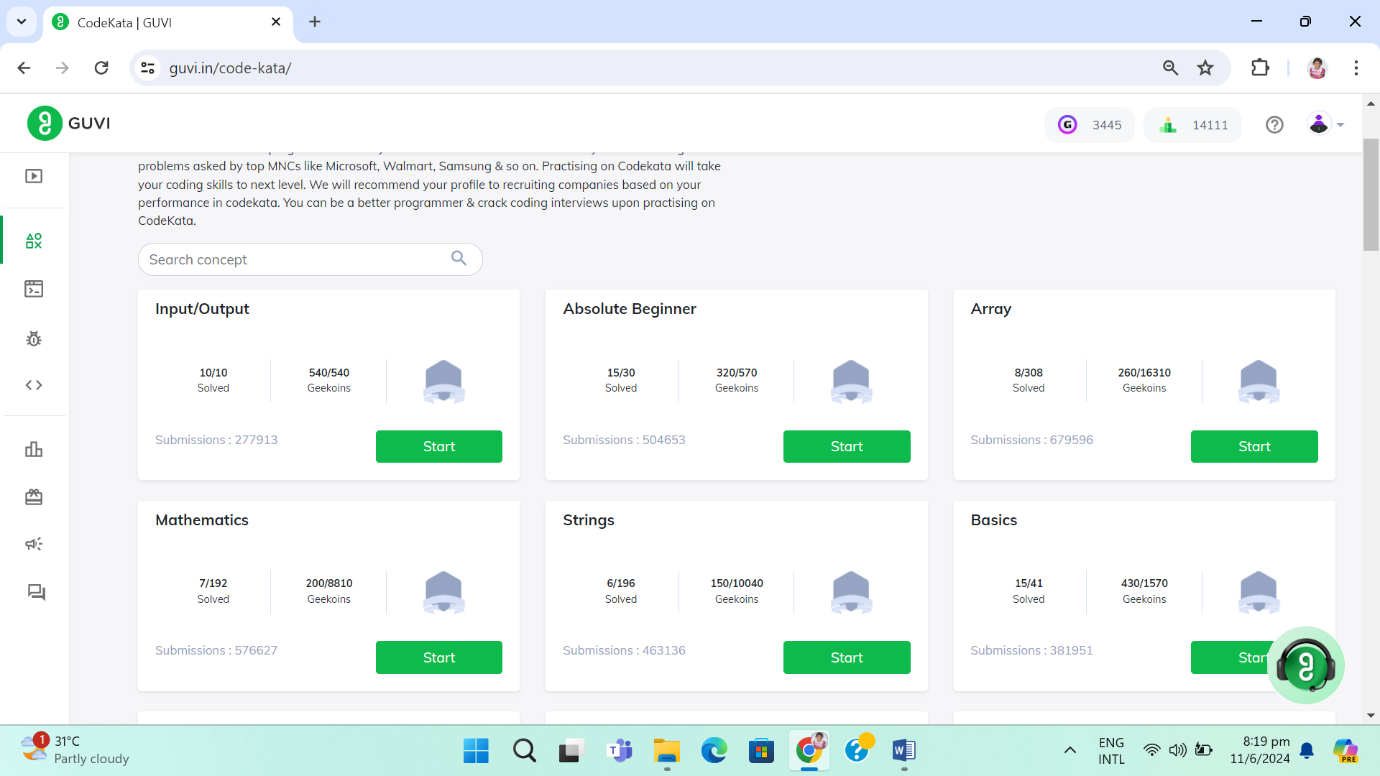 CodeKata | GUVI
guvi.in/code-kata/
GUVI
3445
14111
problems asked by top MNCs like Microsoft, Walmart, Samsung & so on. Practising on Codekata will take
your coding skills to next level. We will recommend your profile to recruiting companies based on your
performance in codekata. You can be a better programmer & crack coding interviews upon practising on
CodeKata.
Search concept
Input/Output
10/10
Solved
540/540
Geekoins
Submissions : 277913
Start
Absolute Beginner
15/30
Solved
320/570
Geekoins
Submissions : 504653
Start
Array
8/308
Solved
260/16310
Geekoins
Submissions : 679596
Start
Mathematics
7/192
Solved
200/8810
Geekoins
Submissions : 576627
Start
Strings
6/196
Solved
150/10040
Geekoins
Submissions : 463136
Start
Basics
15/41
Solved
430/1570
Geekoins
Submissions : 381951
Start
1
31°C
Partly cloudy
ENG
INTL
8:19 pm
11/6/2024
PRE